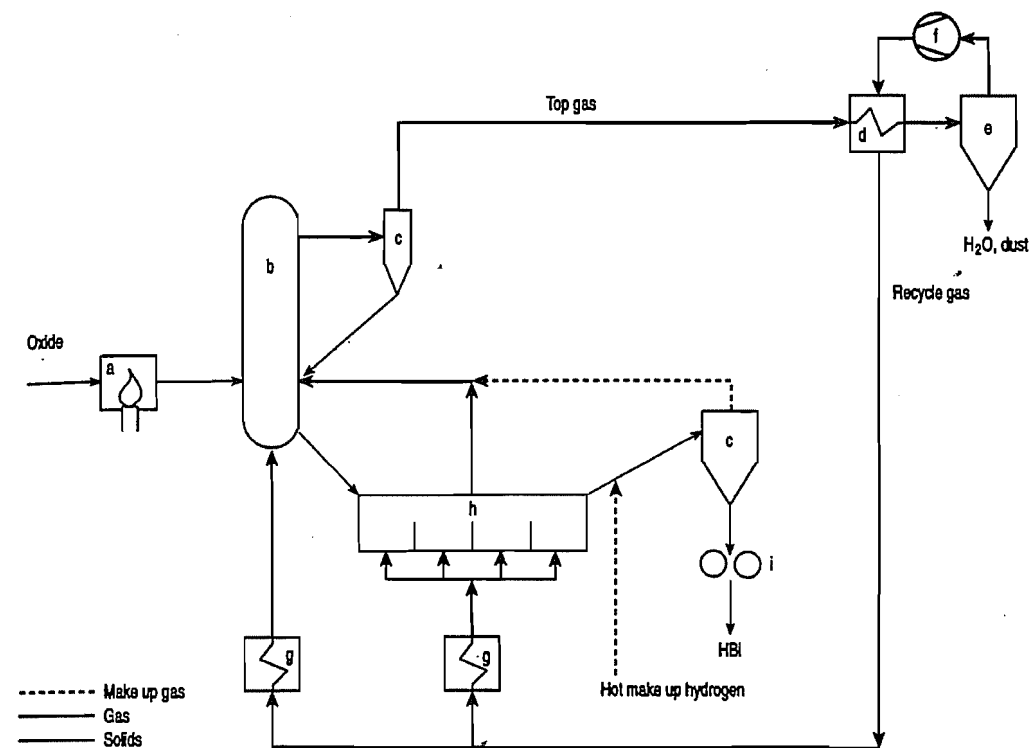 f
Top gas
d
e
H₂O, dust
b
c
Recycle gas
Oxide
a
c
h
i
HBI
g
g
Hot make up hydrogen
Make up gas
Gas
Solids